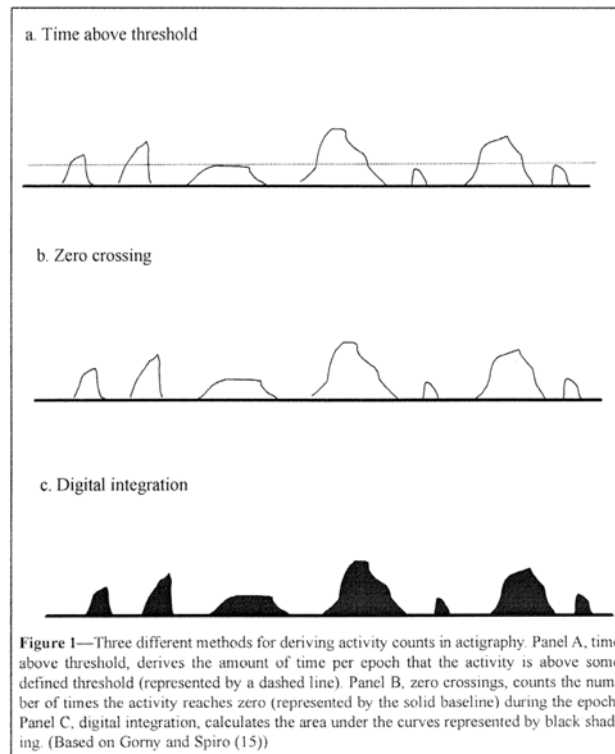 a. Time above threshold
b. Zero crossing
c. Digital integration
Figure 1—Three different methods for deriving activity counts in actigraphy. Panel A, time
above threshold, derives the amount of time per epoch that the activity is above some
defined threshold (represented by a dashed line). Panel B, zero crossings, counts the num-
ber of times the activity reaches zero (represented by the solid baseline) during the epoch.
Panel C, digital integration, calculates the area under the curves represented by black shad-
ing. (Based on Gorny and Spiro (15))